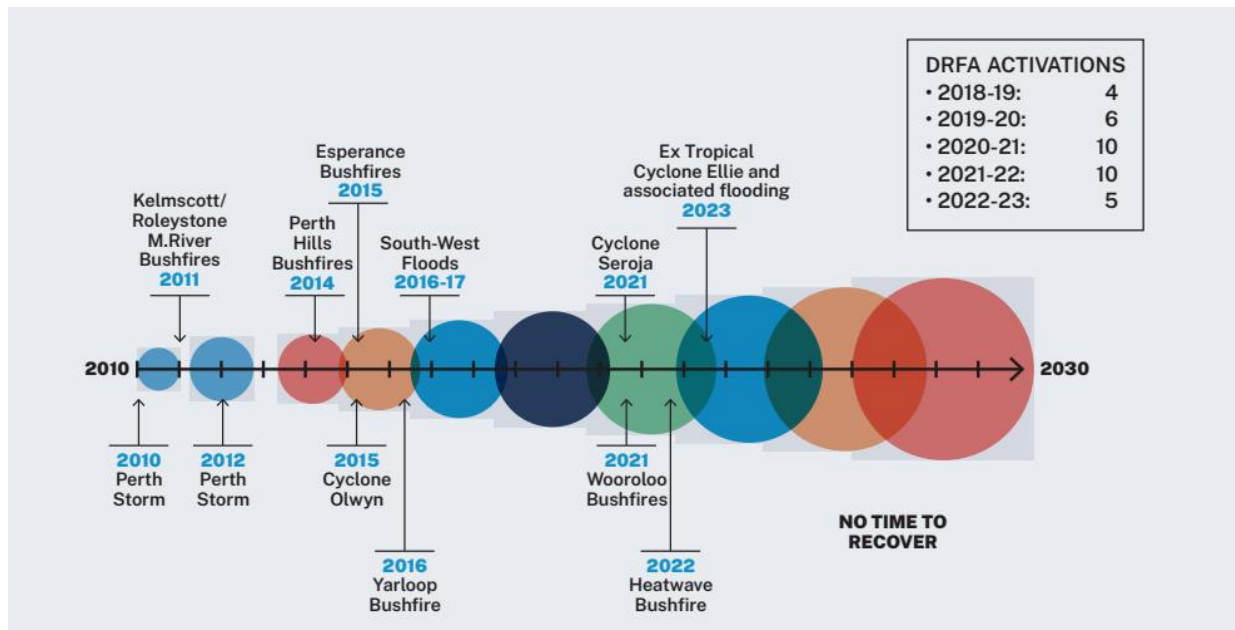 DRFA ACTIVATIONS
• 2018-19: 4
• 2019-20: 6
• 2020-21: 10
• 2021-22: 10
• 2022-23: 5
Kelmscott/
Roleystone
M.River
Bushfires
2011
Perth
Hills
Bushfires
2014
Esperance
Bushfires
2015
South-West
Floods
2016-17
Cyclone
Seroja
2021
Ex Tropical
Cyclone Ellie and
associated flooding
2023
2010
2030
2010
Perth
Storm
2012
Perth
Storm
2015
Cyclone
Olwyn
2016
Yarloop
Bushfire
2021
Wooroloo
Bushfires
2022
Heatwave
Bushfire
NO TIME TO
RECOVER